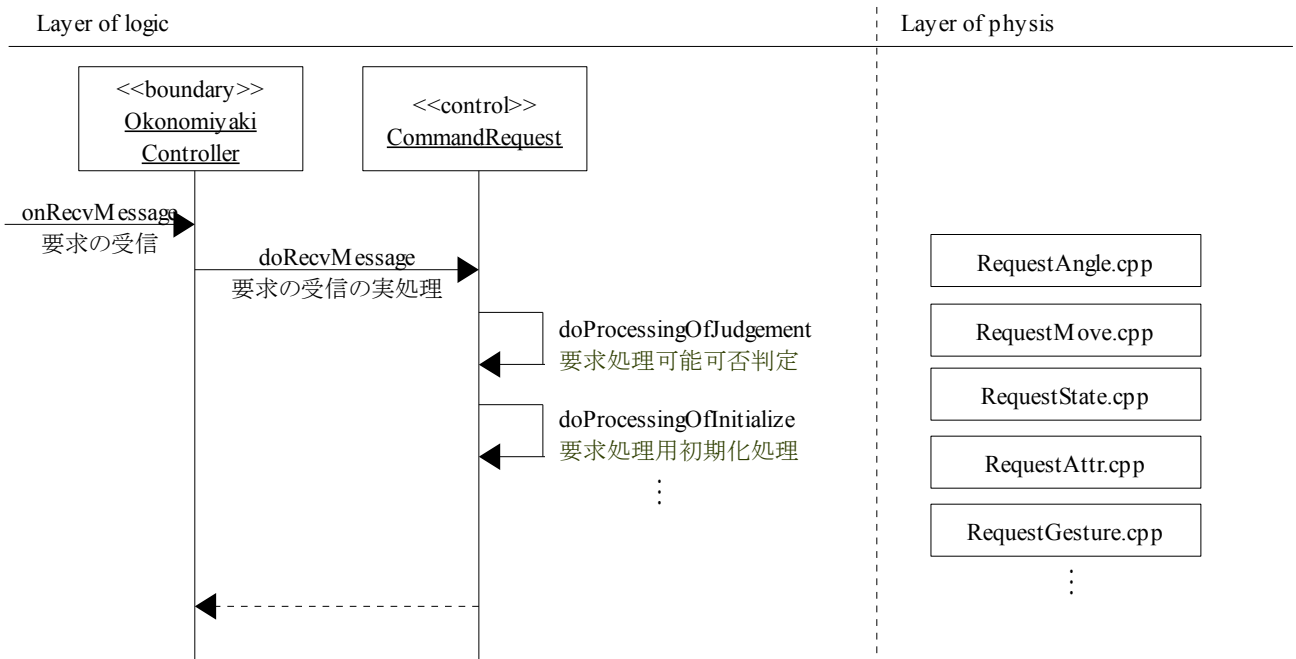 Layer of logic
Layer of physis
<<boundary>>
Okonomiyaki
Controller
<<control>>
CommandRequest
onRecvMessage
要求の受信
doRecvMessage
要求の受信の実処理
doProcessingOfJudgement
要求処理可能可否判定
doProcessingOfInitialize
要求処理用初期化処理
⋮
RequestAngle.cpp
RequestMove.cpp
RequestState.cpp
RequestAttr.cpp
RequestGesture.cpp
⋮